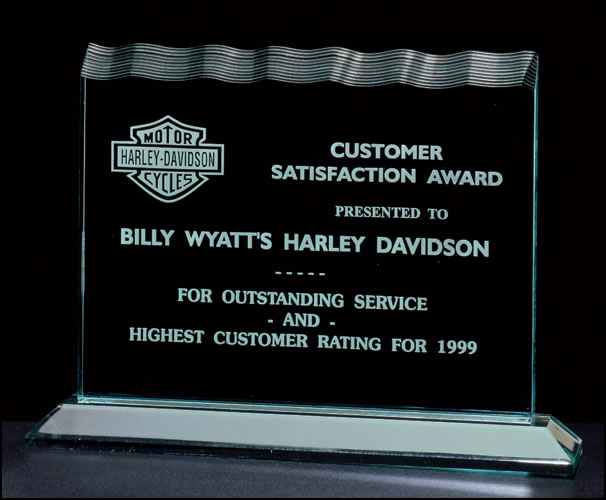 MOTOR
HARLEY-DAVIDSON
CYCLES
CUSTOMER
SATISFACTION AWARD
PRESENTED TO
BILLY WYATT'S HARLEY DAVIDSON
- - - - -
FOR OUTSTANDING SERVICE
- AND -
HIGHEST CUSTOMER RATING FOR 1999